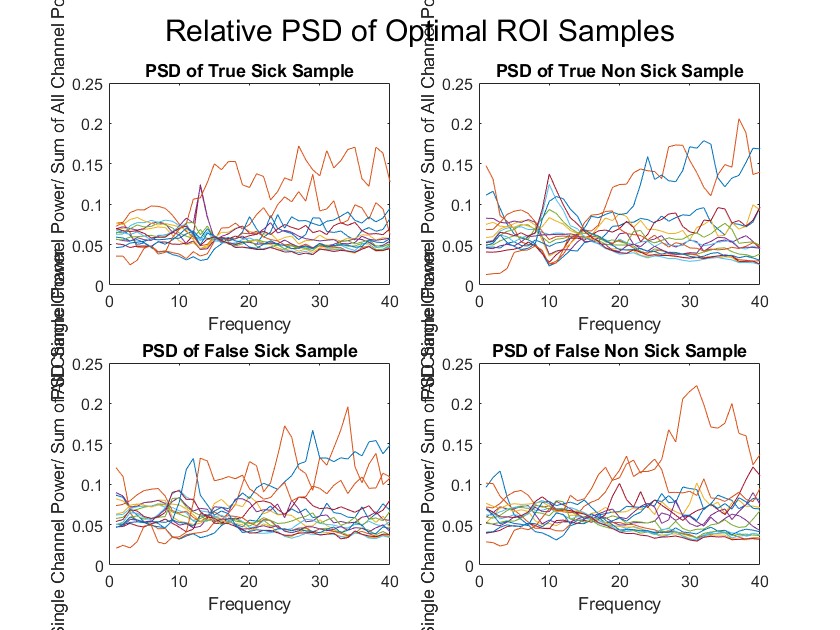 Relative PSD of Optimal ROI Samples
PSD of True Sick Sample
0.25
0.2
0.15
0.1
0.05
0
0 10 20 30 40
Frequency
PSD of True Non Sick Sample
0.25
0.2
0.15
0.1
0.05
0
0 10 20 30 40
Frequency
PSD of False Sick Sample
0.25
0.2
0.15
0.1
0.05
0
0 10 20 30 40
Frequency
Single Channel Power/ Sum of All Channel Po
PSD of False Non Sick Sample
0.25
0.2
0.15
0.1
0.05
0
0 10 20 30 40
Frequency
Single Channel Power/ Sum of All Channel Po